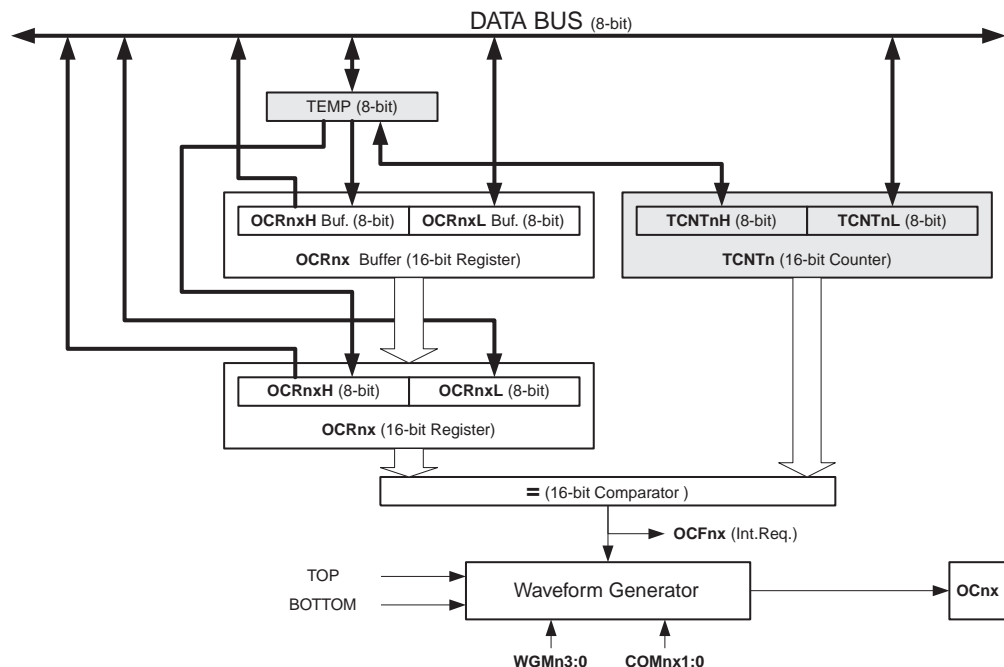 DATA BUS (8-bit)
TEMP (8-bit)
OCRnxH Buf. (8-bit) OCRnxL Buf. (8-bit)
OCRnx Buffer (16-bit Register)
TCNTnH (8-bit) TCNTnL (8-bit)
TCNTn (16-bit Counter)
OCRnxH (8-bit) OCRnxL (8-bit)
OCRnx (16-bit Register)
= (16-bit Comparator )
OCFnx (Int.Req.)
TOP
BOTTOM
Waveform Generator
OCnx
WGMn3:0 COMnx1:0